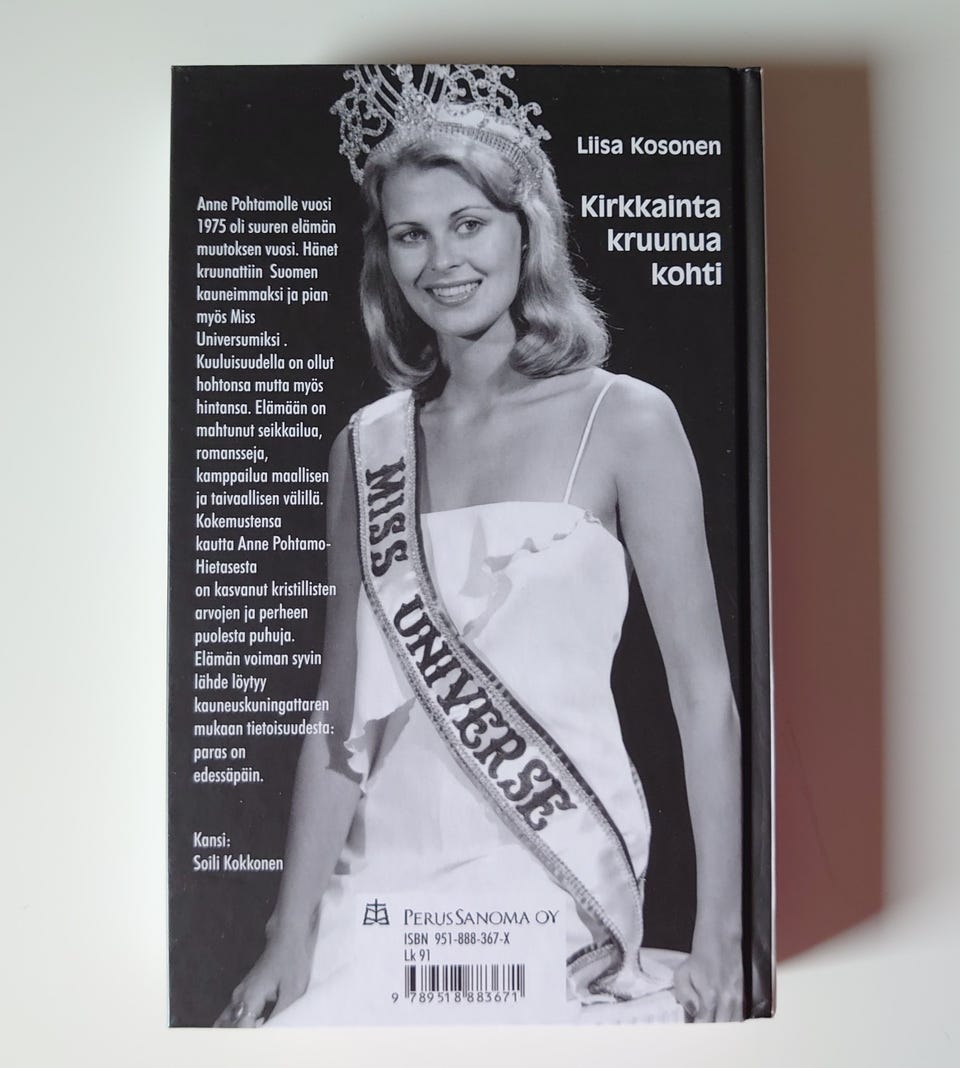 Liisa Kosonen
Kirkkainta
kruunua
kohti
Anne Pohtamolle vuosi
1975 oli suuren elämän
muutoksen vuosi. Hänet
kruunattiin Suomen
kauneimmaksi ja pian
myös Miss
Universumiksi .
Kuuluisuudella on ollut
hohtonsa mutta myös
hintansa. Elämään on
mahtunut seikkailua,
romansseja,
kamppailua maallisen
ja taivaallisen välillä.
Kokemustensa
kautta Anne Pohtamo-
Hietasesta
on kasvanut kristillisten
arvojen ja perheen
puolesta puhuja.
Elämän voiman syvin
lähde löytyy
kauneuskuningattaren
mukaan tietoisuudesta:
paras on
edessäpäin.
Kansi:
Soili Kokkonen
MISS UNIVERSE
PERUSSANOMA OY
ISBN 951-888-367-X
Lk 91
9 789518 883671